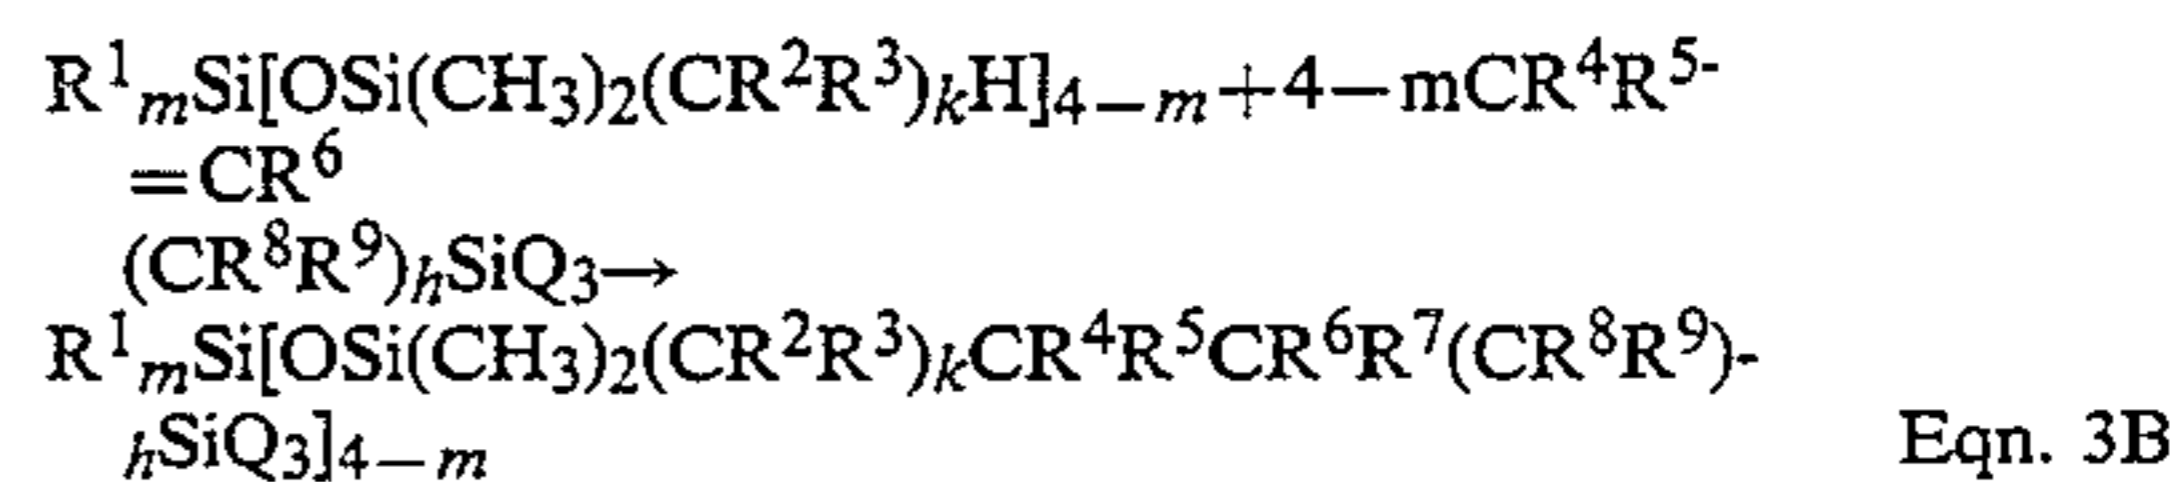 R¹ₘSi[OSi(CH₃)₂(CR²R³)ₖH]₄₋ₘ+4−mCR⁴R⁵-
=CR⁶
(CR⁸R⁹)ₕSiQ₃→
R¹ₘSi[OSi(CH₃)₂(CR²R³)ₖCR⁴R⁵CR⁶R⁷(CR⁸R⁹)-
ₕSiQ₃]₄₋ₘ Eqn. 3B